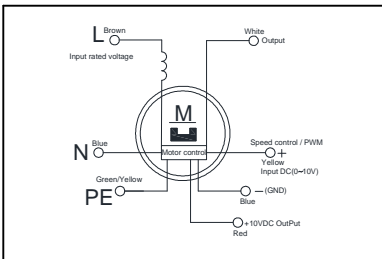 L Brown
Input rated voltage
White
Output
M
Motor control
N Blue
Speed control / PWM
+
Yellow
Input DC(0~10V)
Green/Yellow
PE
—(GND)
Blue
+10VDC OutPut
Red